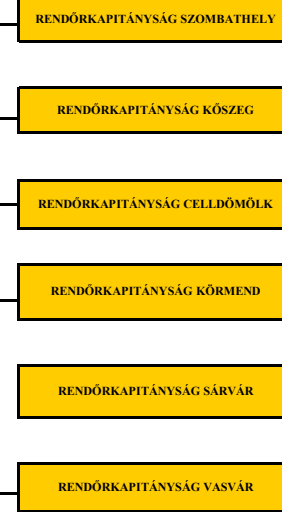 RENDŐRKAPITÁNYSÁG SZOMBATHELY
RENDŐRKAPITÁNYSÁG KŐSZEG
RENDŐRKAPITÁNYSÁG CELLDÖMÖLK
RENDŐRKAPITÁNYSÁG KÖRMEND
RENDŐRKAPITÁNYSÁG SÁRVÁR
RENDŐRKAPITÁNYSÁG VASVÁR